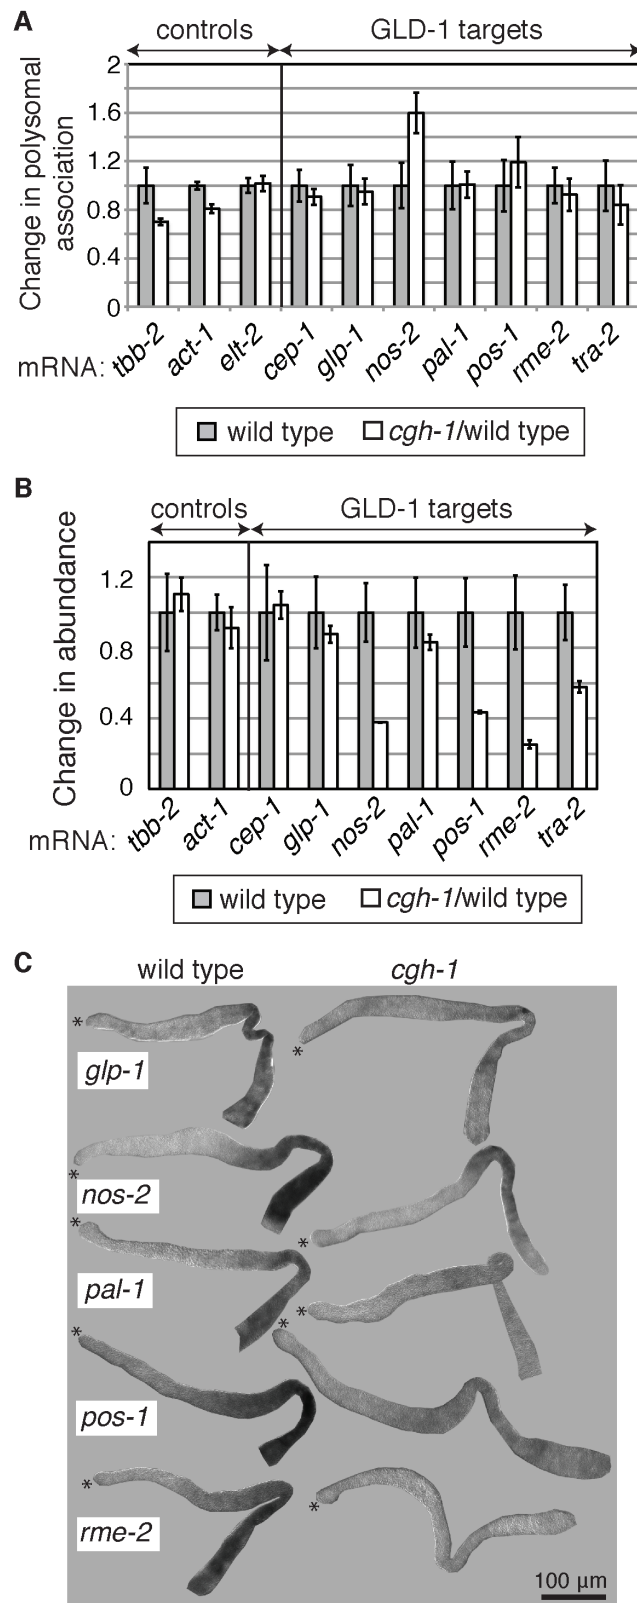 A
controls GLD-1 targets
Change in polysomal
association
2
1.6
1.2
0.8
0.4
0
mRNA: tbb-2 act-1 elt-2 cep-1 glp-1 nos-2 pal-1 pos-1 rme-2 tra-2
wild type cgh-1/wild type
B
controls GLD-1 targets
Change in abundance
1.2
0.8
0.4
0
mRNA: tbb-2 act-1 cep-1 glp-1 nos-2 pal-1 pos-1 rme-2 tra-2
wild type cgh-1/wild type
C
wild type cgh-1
* *
glp-1
* *
nos-2
* *
pal-1
* *
pos-1
* *
rme-2
100 μm